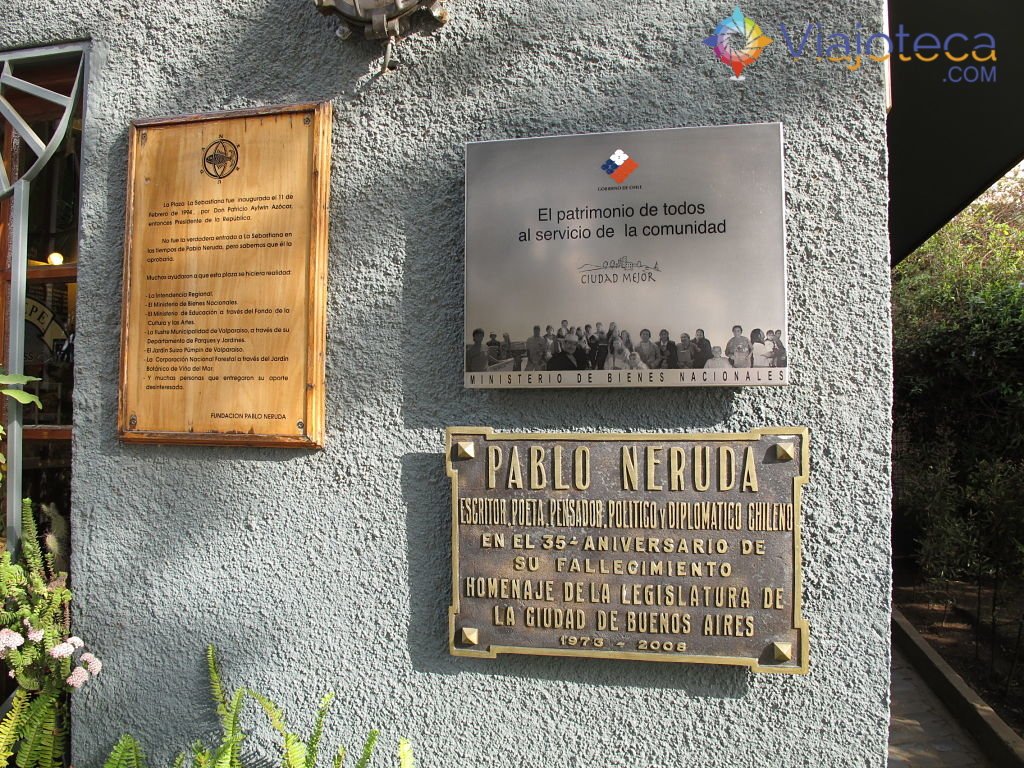 Viajoteca
.COM
La Plaza La Sebastiana fue inaugurada el 11 de
Febrero de 1994, por Don Patricio Aylwin Azócar,
entonces Presidente de la República.
No fue la verdadera entrada a La Sebastiana en
los tiempos de Pablo Neruda, pero sabemos que él la
aprobaría.
Muchos ayudaron a que esta plaza se hiciera realidad:
- La Intendencia Regional.
- El Ministerio de Bienes Nacionales.
- El Ministerio de Educación a través del Fondo de la
Cultura y las Artes.
- La Ilustre Municipalidad de Valparaíso, a través de su
Departamento de Parques y Jardines.
- El Jardín Suizo Pümpin de Valparaíso.
- La Corporación Nacional Forestal a través del Jardín
Botánico de Viña del Mar.
- Y muchas personas que entregaron su aporte
desinteresado.
FUNDACION PABLO NERUDA
GOBIERNO DE CHILE
El patrimonio de todos
al servicio de la comunidad
CIUDAD MEJOR
MINISTERIO DE BIENES NACIONALES
PABLO NERUDA
ESCRITOR, POETA, PENSADOR, POLITICO Y DIPLOMATICO CHILENO
EN EL 35º ANIVERSARIO DE
SU FALLECIMIENTO
HOMENAJE DE LA LEGISLATURA DE
LA CIUDAD DE BUENOS AIRES
1973 - 2008